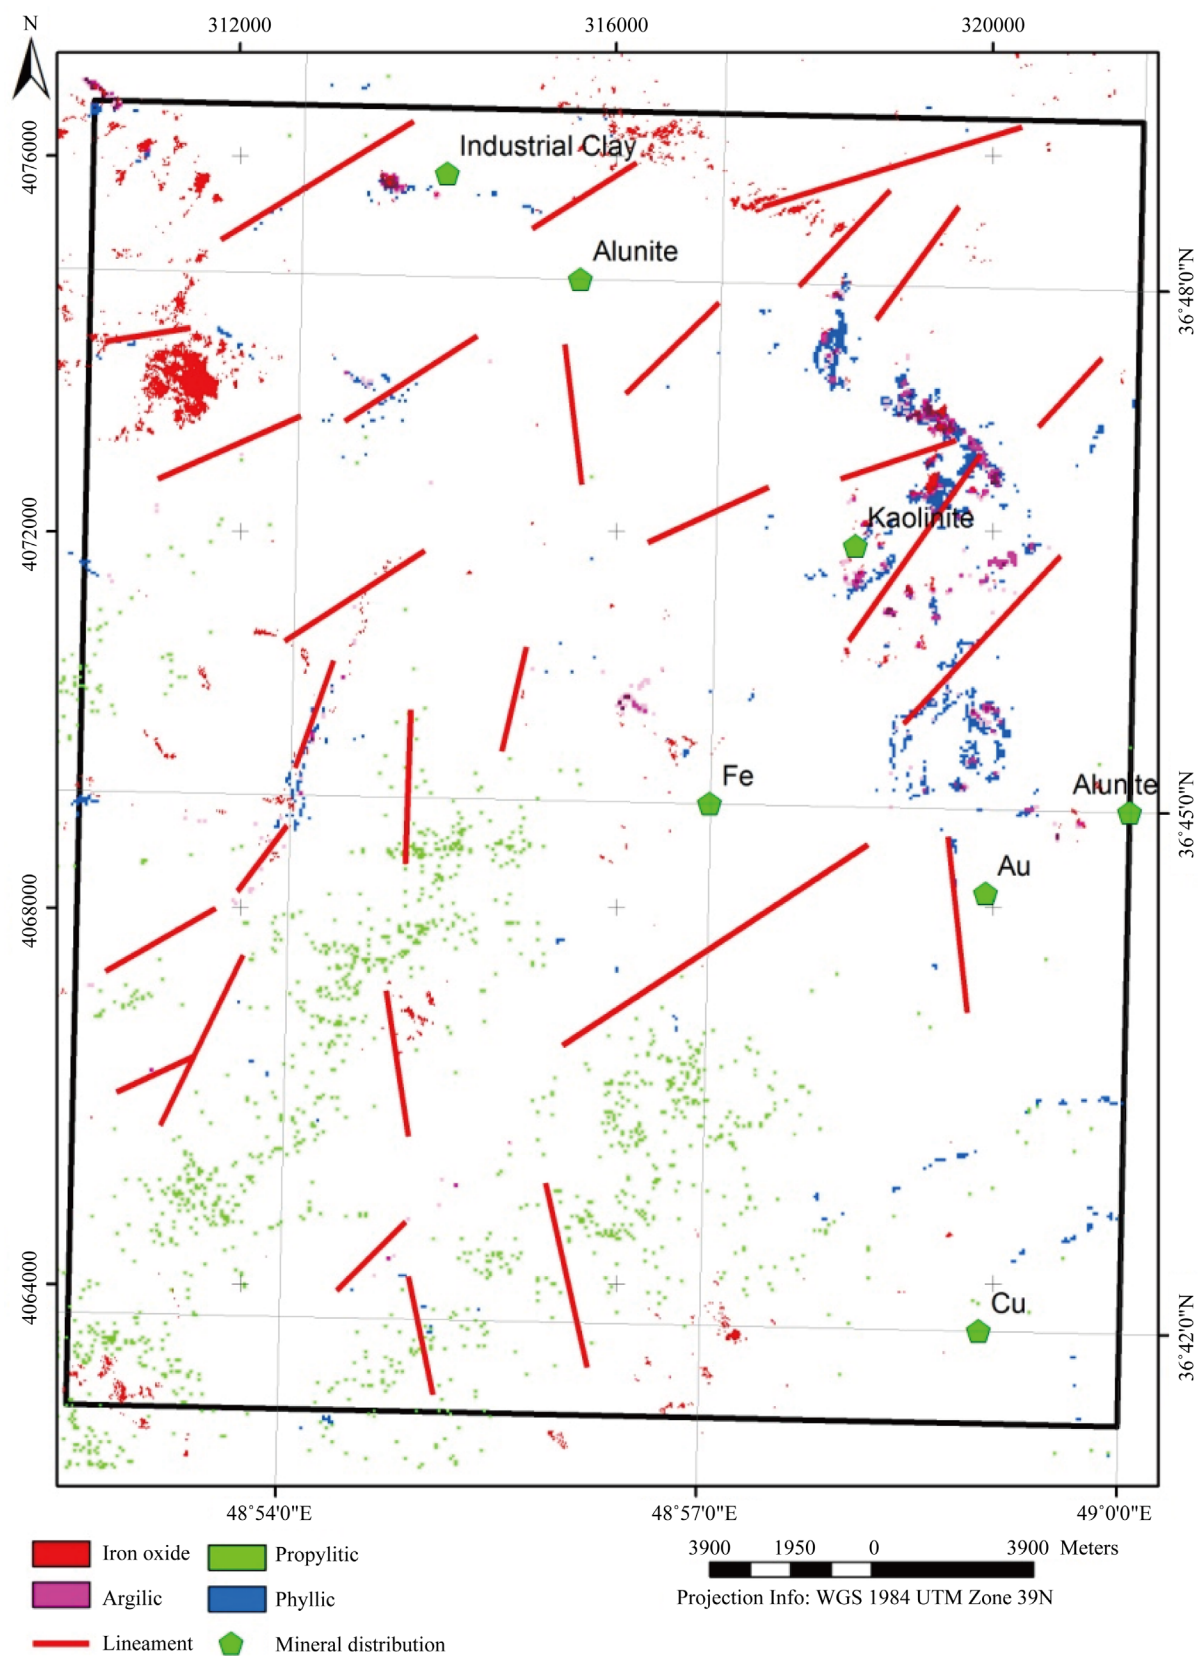 N
312000
316000
320000
4076000
Industrial Clay
Alunite
36°48'0"N
4072000
Kaolinite
Fe
Alunite
36°45'0"N
Au
4068000
4064000
Cu
36°42'0"N
48°54'0"E
48°57'0"E
49°0'0"E
Iron oxide
Propylitic
3900 1950 0 3900 Meters
Argilic
Phyllic
Projection Info: WGS 1984 UTM Zone 39N
Lineament
Mineral distribution